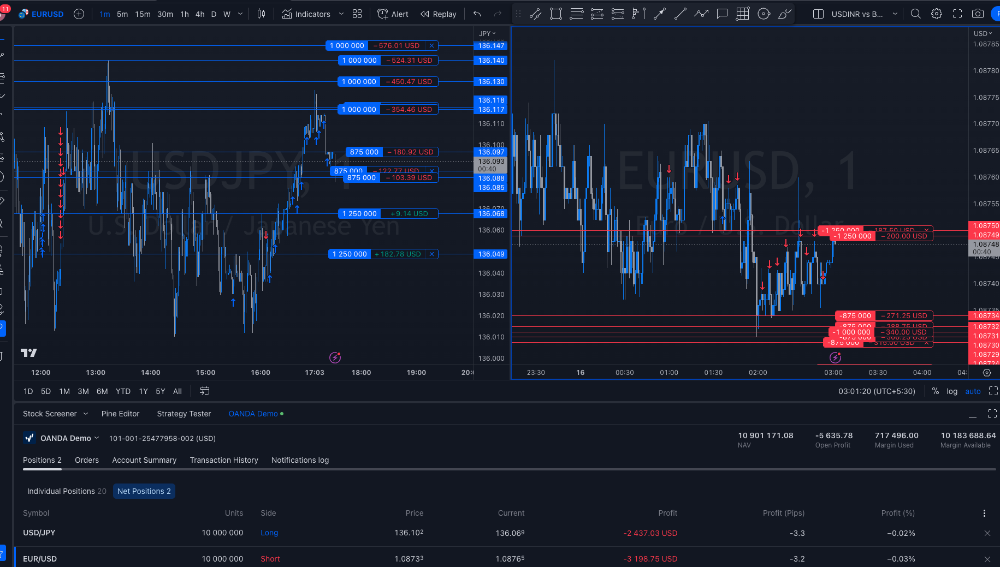 11
EURUSD
1m 5m 15m 30m 1h 4h D W
Indicators
Alert
Replay
USDINR vs B...
JPY
136.147
136.140
136.130
136.118
136.117
136.110
136.100
136.097
136.093
00:40
136.088
136.085
136.070
136.068
136.060
136.049
136.040
136.030
136.020
136.010
136.000
1 000 000 −576.01 USD
1 000 000 −524.31 USD
1 000 000 −450.47 USD
1 000 000 −354.46 USD
875 000 −180.92 USD
875 000 −122.77 USD
875 000 −103.39 USD
1 250 000 +9.14 USD
1 250 000 +182.78 USD
USDJPY, 1
U.S. Dollar / Japanese Yen
12:00 13:00 14:00 15:00 16:00 17:03 18:00 19:00
USD
1.08785
1.08780
1.08775
1.08770
1.08765
1.08760
1.08755
1.08750
1.08749
1.08748
00:40
1.08745
1.08740
1.08735
1.08734
1.08732
1.08731
1.08730
1.08729
1.08724
EURUSD, 1
Euro / U.S. Dollar
-1 250 000 −187.50 USD
-1 250 000 −200.00 USD
-875 000 −271.25 USD
-875 000 −288.75 USD
-1 000 000 −340.00 USD
-875 000 −315.00 USD
23:30 16 00:30 01:00 01:30 02:00 03:00 03:30 04:00
1D 5D 1M 3M 6M YTD 1Y 5Y All
03:01:20 (UTC+5:30) % log auto
Stock Screener Pine Editor Strategy Tester OANDA Demo
OANDA Demo 101-001-25477958-002 (USD)
10 901 171.08 -5 635.78 717 496.00 10 183 688.64
NAV Open Profit Margin Used Margin Available
Positions 2 Orders Account Summary Transaction History Notifications log
Individual Positions 20 Net Positions 2
Symbol Units Side Price Current Profit Profit (Pips) Profit (%)
USD/JPY 10 000 000 Long 136.10² 136.06⁹ -2 437.03 USD -3.3 −0.02%
EUR/USD 10 000 000 Short 1.0873³ 1.0876⁵ -3 198.75 USD -3.2 −0.03%